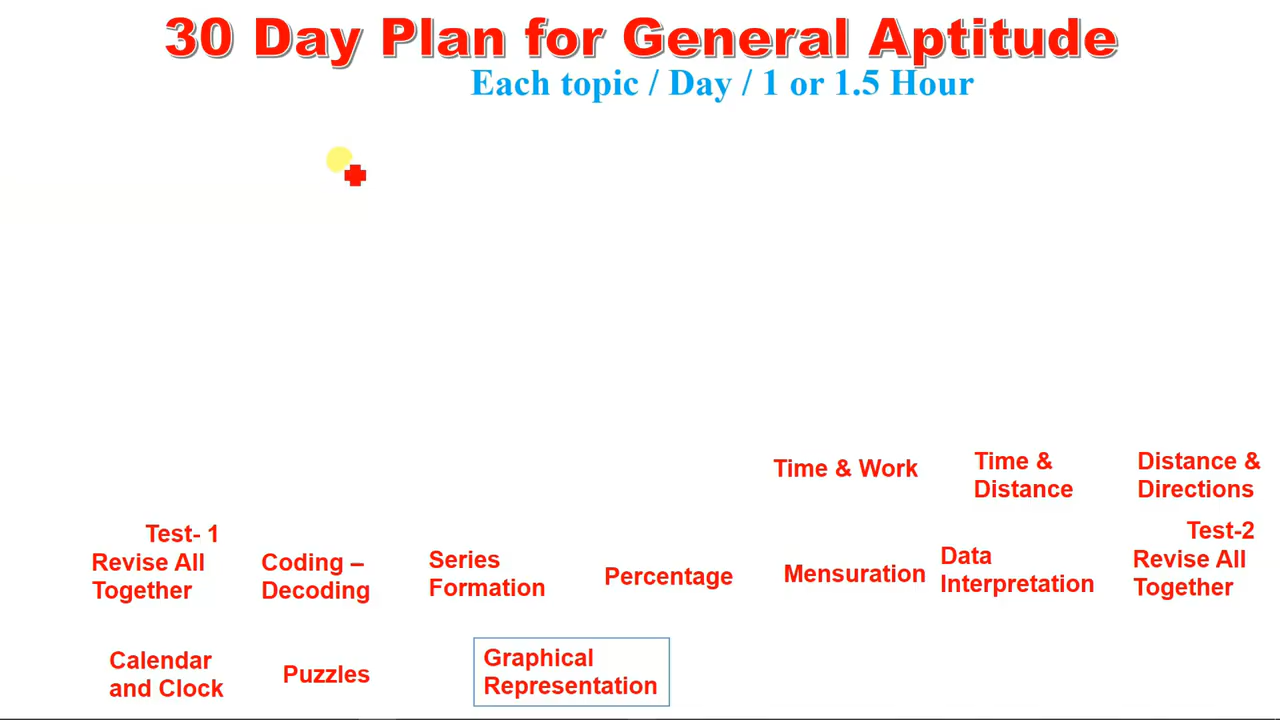 30 Day Plan for General Aptitude
Each topic / Day / 1 or 1.5 Hour
Time & Work
Time &
Distance
Distance &
Directions
Test- 1
Revise All
Together
Coding –
Decoding
Series
Formation
Percentage
Mensuration
Data
Interpretation
Test-2
Revise All
Together
Calendar
and Clock
Puzzles
Graphical
Representation